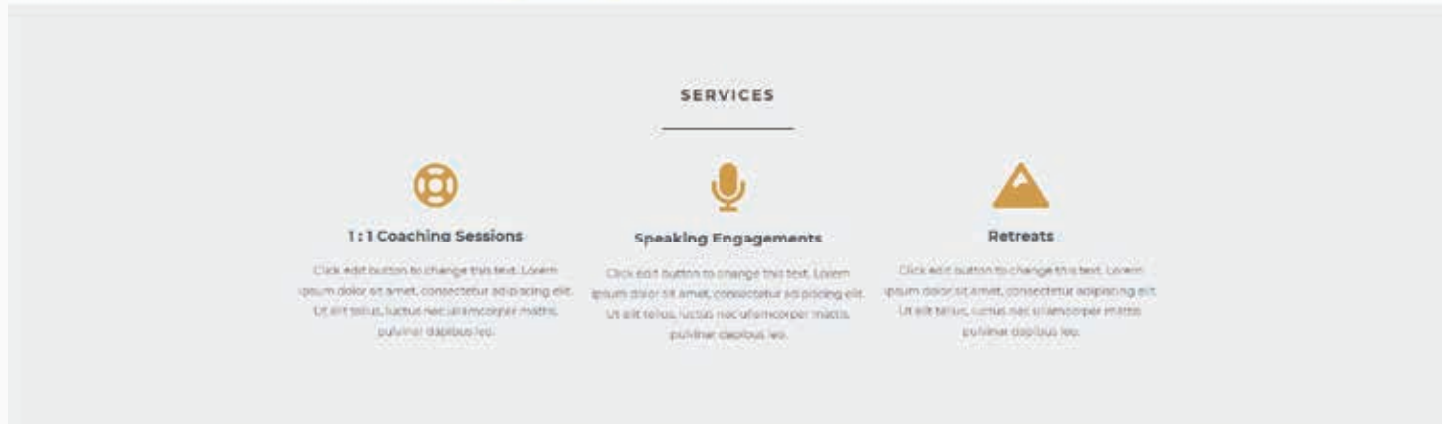 SERVICES
1 : 1 Coaching Sessions
Click edit button to change this text. Lorem
ipsum dolor sit amet, consectetur adipiscing elit.
Ut elit tellus, luctus nec ullamcorper mattis,
pulvinar dapibus leo.
Speaking Engagements
Click edit button to change this text. Lorem
ipsum dolor sit amet, consectetur adipiscing elit.
Ut elit tellus, luctus nec ullamcorper mattis,
pulvinar dapibus leo.
Retreats
Click edit button to change this text. Lorem
ipsum dolor sit amet, consectetur adipiscing elit.
Ut elit tellus, luctus nec ullamcorper mattis
pulvinar dapibus leo.